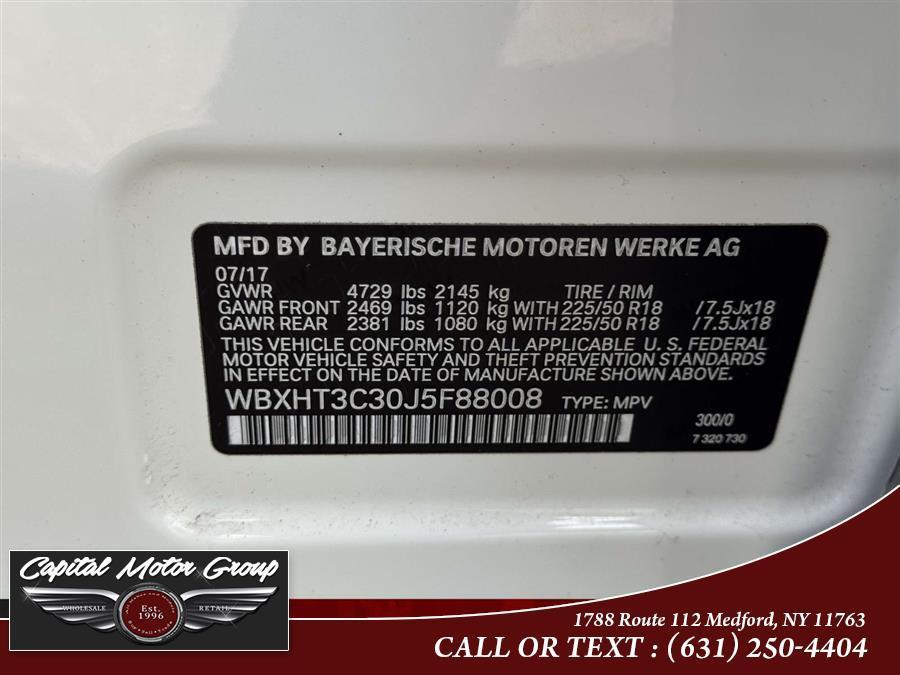 MFD BY BAYERISCHE MOTOREN WERKE AG
07/17
GVWR 4729 lbs 2145 kg TIRE / RIM
GAWR FRONT 2469 lbs 1120 kg WITH 225/50 R18 /7.5Jx18
GAWR REAR 2381 lbs 1080 kg WITH 225/50 R18 /7.5Jx18
THIS VEHICLE CONFORMS TO ALL APPLICABLE U. S. FEDERAL
MOTOR VEHICLE SAFETY AND THEFT PREVENTION STANDARDS
IN EFFECT ON THE DATE OF MANUFACTURE SHOWN ABOVE.
WBXHT3C30J5F88008 TYPE: MPV
300/0
7 320 730
Capital Motor Group
WHOLESALE Est. RETAIL
1996
1788 Route 112 Medford, NY 11763
CALL OR TEXT : (631) 250-4404